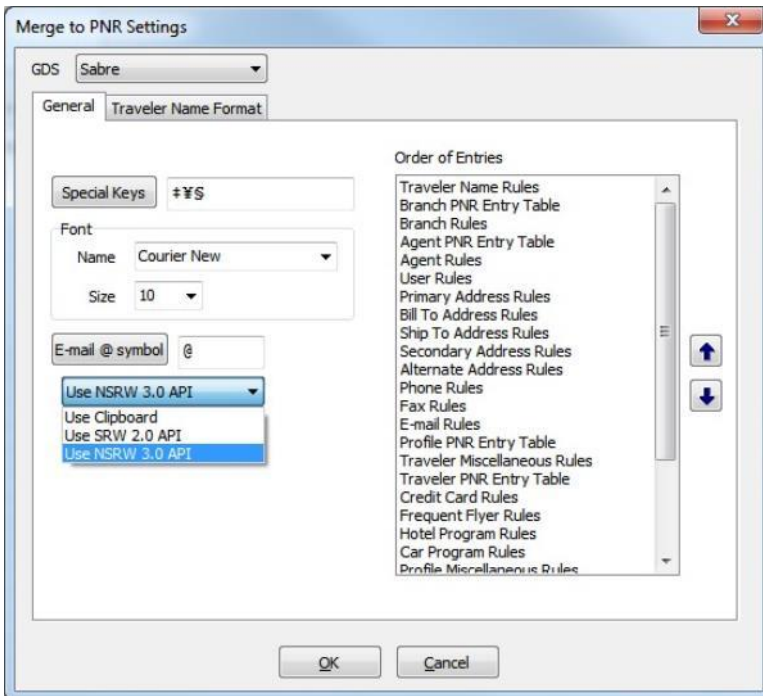 Merge to PNR Settings
GDS Sabre
General Traveler Name Format
Order of Entries
Special Keys ‡¥§
Font
Name Courier New
Size 10
E-mail @ symbol @
Use NSRW 3.0 API
Use Clipboard
Use SRW 2.0 API
Use NSRW 3.0 API
Traveler Name Rules
Branch PNR Entry Table
Branch Rules
Agent PNR Entry Table
Agent Rules
User Rules
Primary Address Rules
Bill To Address Rules
Ship To Address Rules
Secondary Address Rules
Alternate Address Rules
Phone Rules
Fax Rules
E-mail Rules
Profile PNR Entry Table
Traveler Miscellaneous Rules
Traveler PNR Entry Table
Credit Card Rules
Frequent Flyer Rules
Hotel Program Rules
Car Program Rules
Profile Miscellaneous Rules
OK Cancel